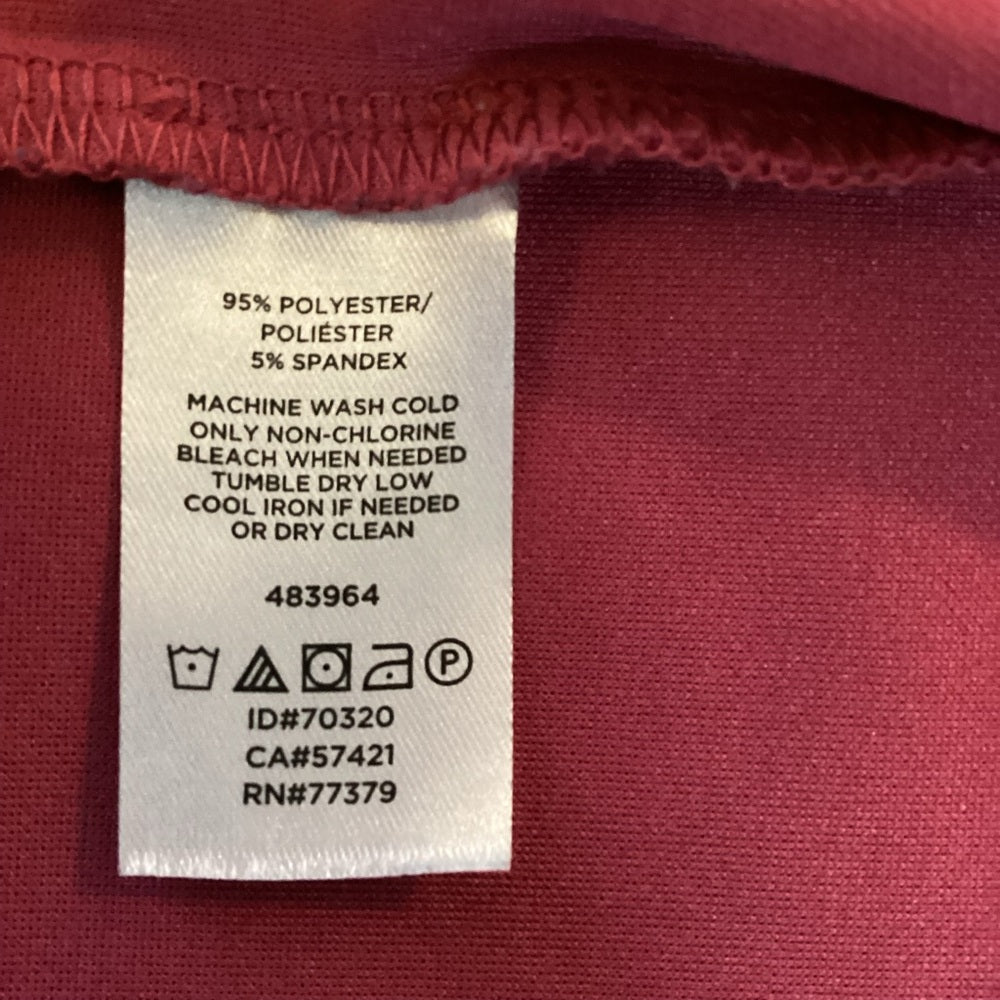 95% POLYESTER/
POLIÉSTER
5% SPANDEX
MACHINE WASH COLD
ONLY NON-CHLORINE
BLEACH WHEN NEEDED
TUMBLE DRY LOW
COOL IRON IF NEEDED
OR DRY CLEAN
483964
P
ID#70320
CA#57421
RN#77379